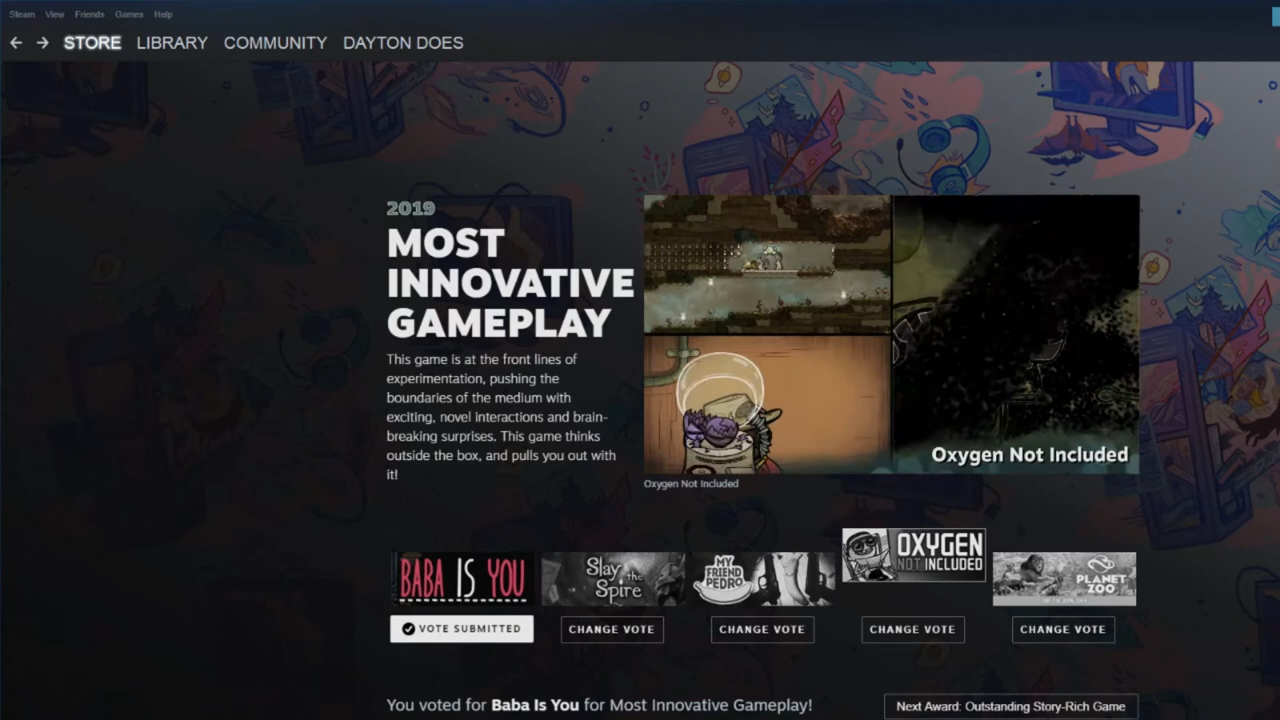 Steam View Friends Games Help
STORE LIBRARY COMMUNITY DAYTON DOES
2019
MOST
INNOVATIVE
GAMEPLAY
This game is at the front lines of
experimentation, pushing the
boundaries of the medium with
exciting, novel interactions and brain-
breaking surprises. This game thinks
outside the box, and pulls you out with
it!
Oxygen Not Included
Oxygen Not Included
BABA IS YOU
Slay the
Spire
MY
FRIEND
PEDRO
OXYGEN
NOT INCLUDED
PLANET
ZOO
VOTE SUBMITTED
CHANGE VOTE
CHANGE VOTE
CHANGE VOTE
CHANGE VOTE
You voted for Baba Is You for Most Innovative Gameplay!
Next Award: Outstanding Story-Rich Game